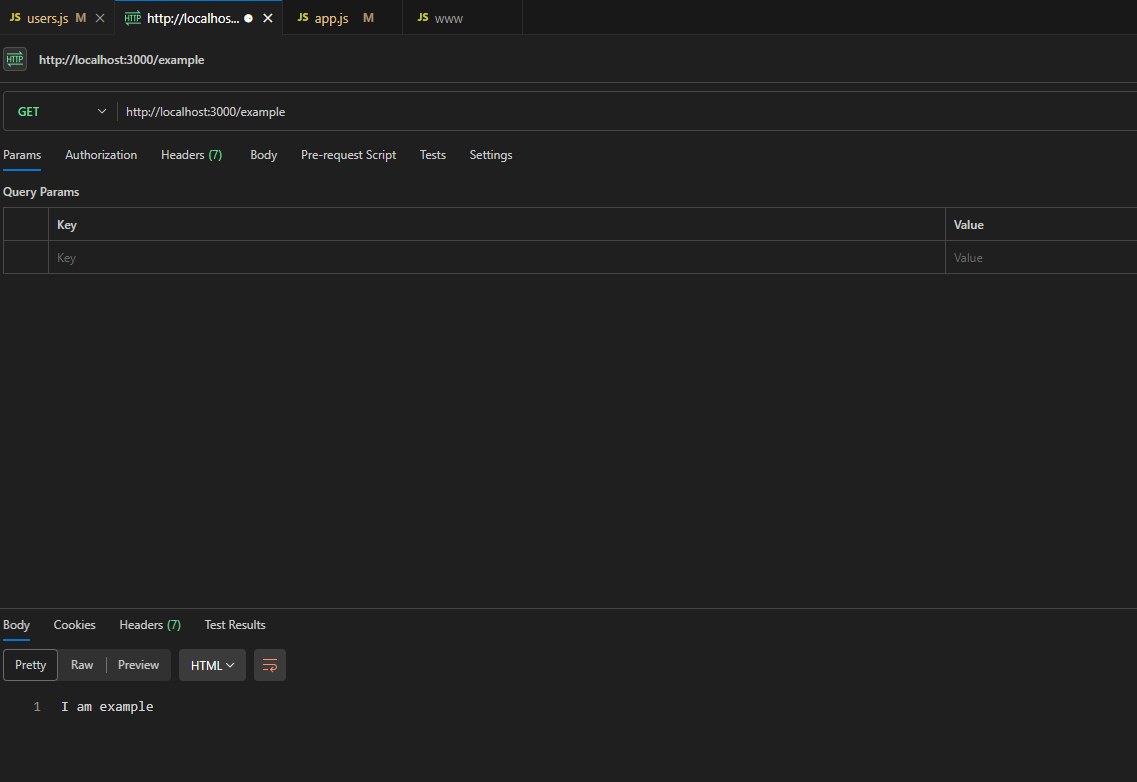 JS users.js M HTTP http://localhos... JS app.js M JS www
HTTP http://localhost:3000/example
GET http://localhost:3000/example
Params Authorization Headers (7) Body Pre-request Script Tests Settings
Query Params
Key Value
Key Value
Body Cookies Headers (7) Test Results
Pretty Raw Preview HTML
1 I am example